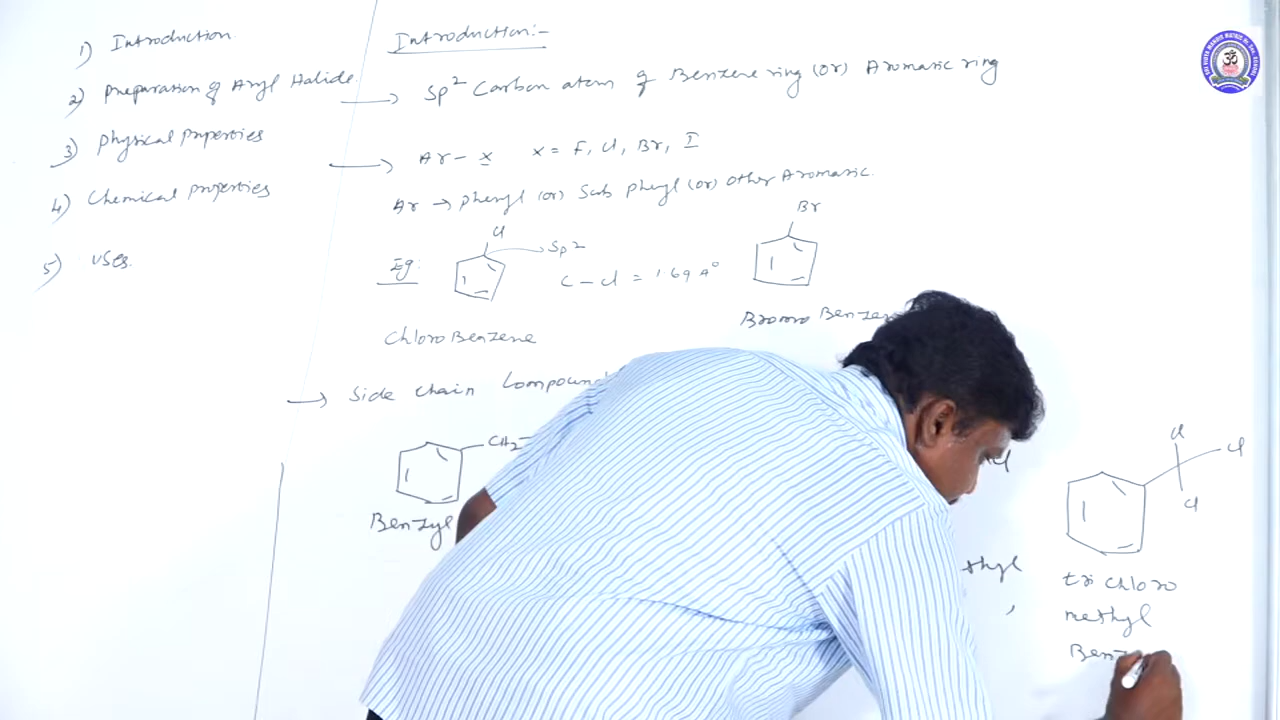 1) Introduction
2) Preparation of Aryl Halide
3) Physical Properties
4) Chemical Properties
5) Uses
Introduction:-
→ Sp² Carbon atom of Benzene ring (or) Aromatic ring
→ Ar - x x = F, Cl, Br, I
Ar → phenyl (or) Sub phenyl (or) Other Aromatic.
Eg:
Cl
Sp²
C - Cl = 1.69 A°
Br
Chloro Benzene
Bromo Benzene
→ Side chain Compound
CH2-
Benzyl
Cl
thyl
,
Cl
Cl
Cl
tri chloro
methyl
Benz